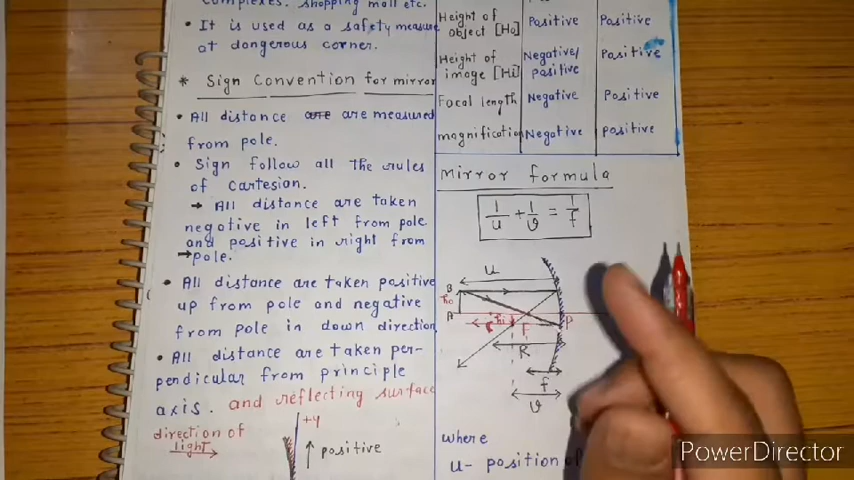 complexes, shopping mall etc.
• It is used as a safety measure
at dangerous corner.
* Sign Convention for mirror
• All distance are are measured
from pole.
• Sign follow all the rules
of Cartesian.
→ All distance are taken
negotive in left from pole
and positive in right from
→pole.
• All distance are taken positive
up from pole and negative
from pole in down direction
• All distance are taken per-
pendicular from principle
axis. and reflecting surface
direction of
light
+y
↑ positive
Height of object [Ho] Positive Positive
Height of image [Hi] Negative/positive Positive
Focal length Negative Positive
magnification Negative positive
Mirror formula
1/u + 1/v = 1/f
u
B
ho
A
hi
F
P
R
f
v
where
u- position
PowerDirector